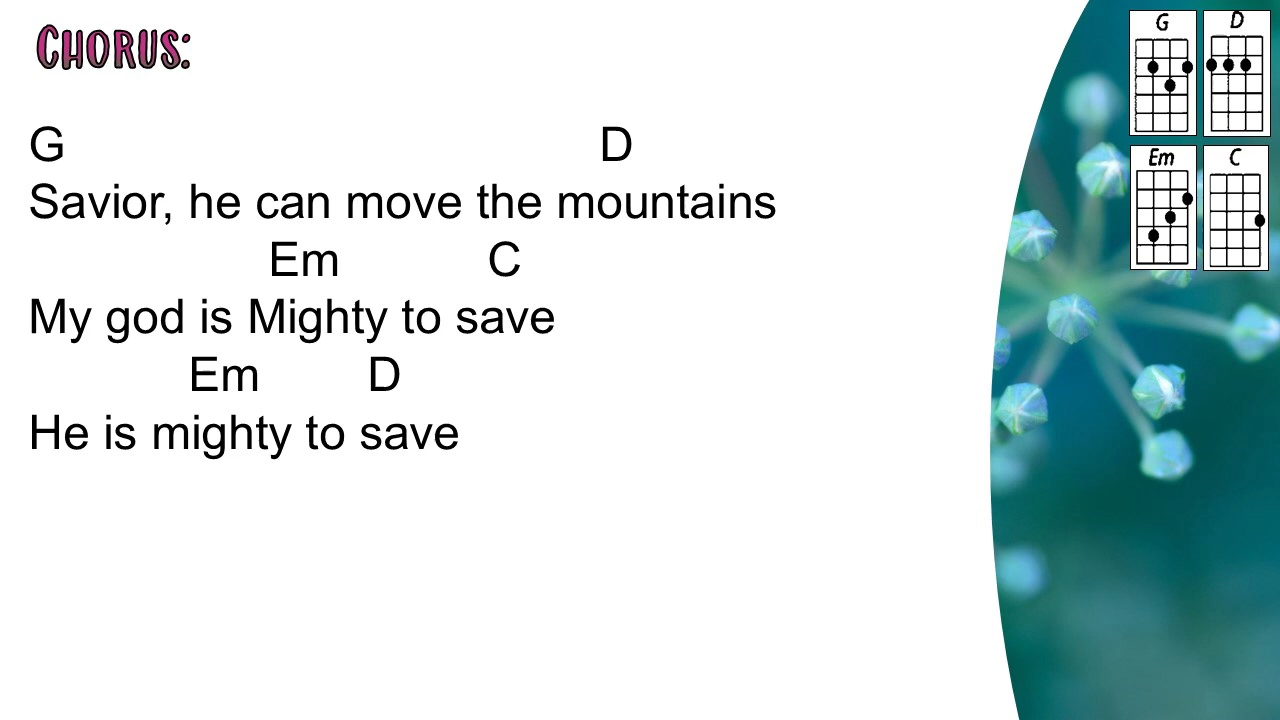 CHORUS:
G D
Savior, he can move the mountains
Em C
My god is Mighty to save
Em D
He is mighty to save
G D
Em C